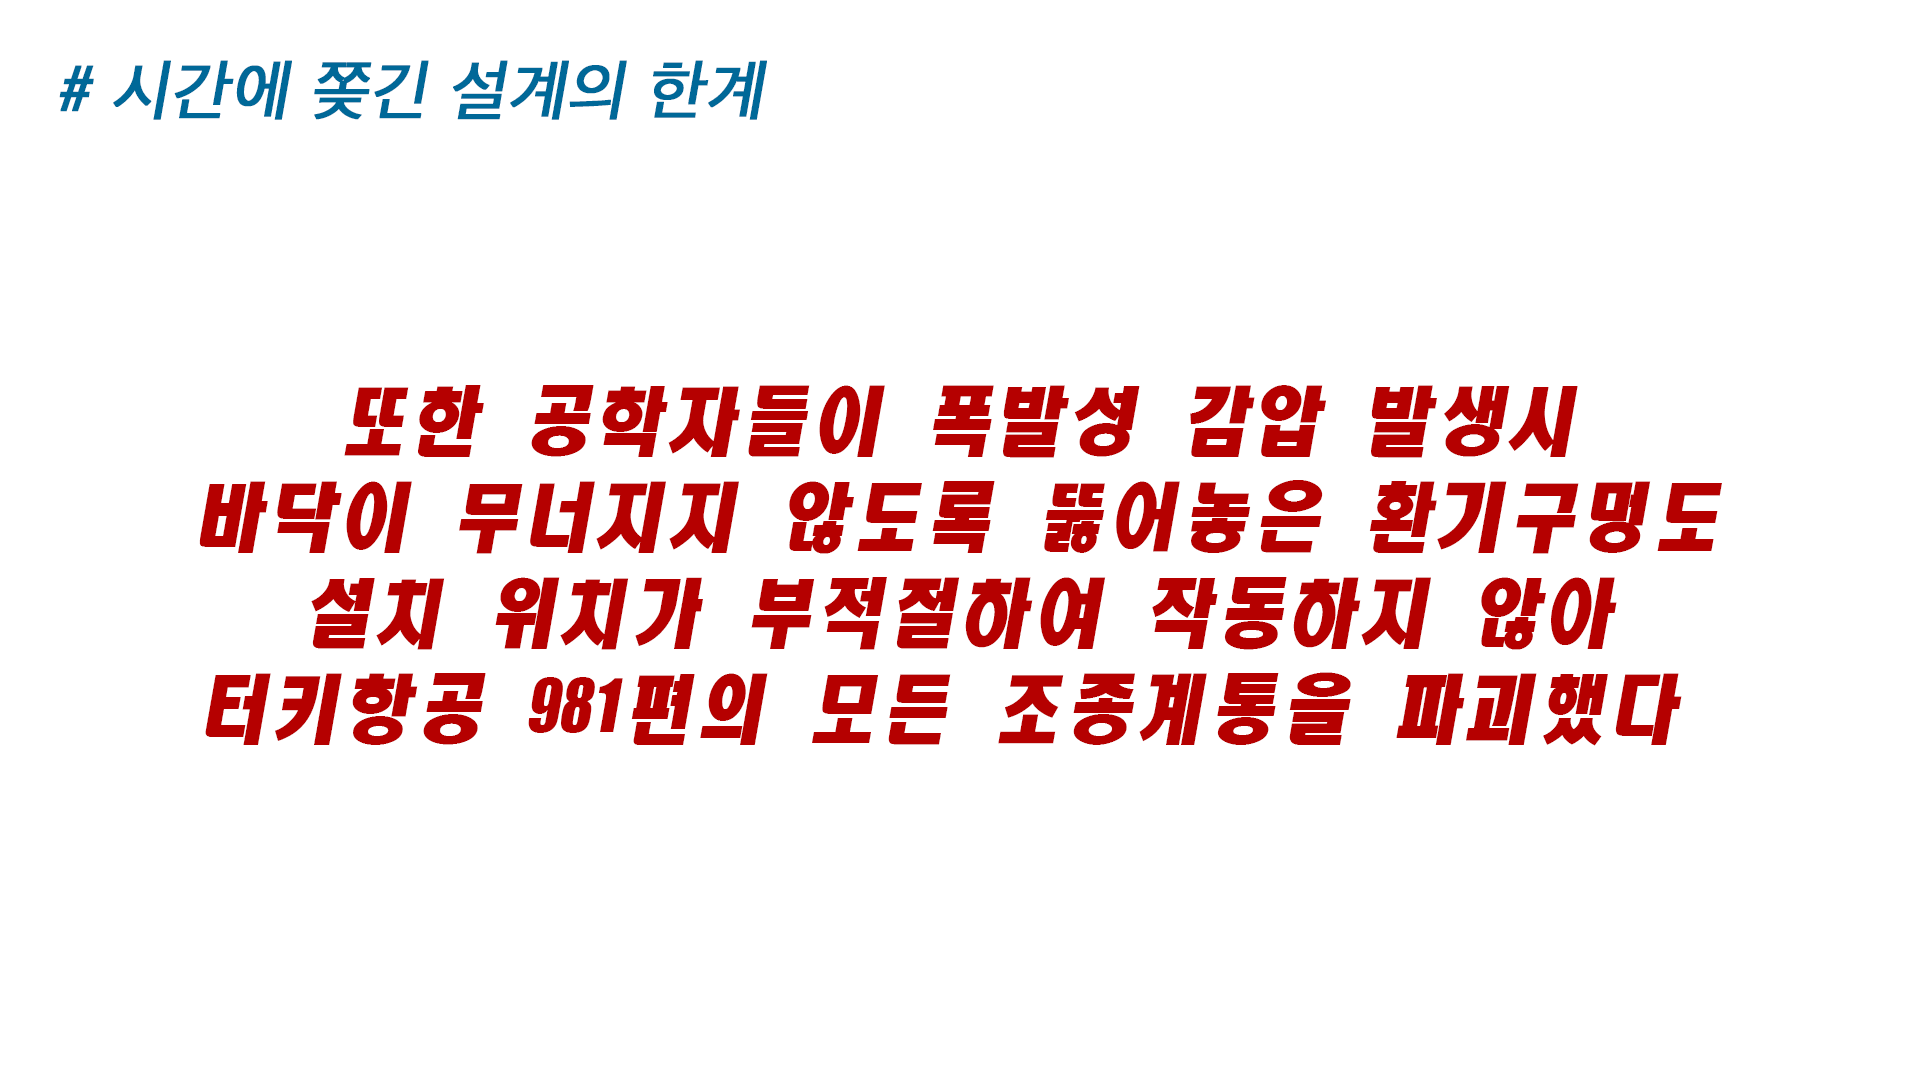 # 시간에 쫒긴 설계의 한계
또한 공학자들이 폭발성 감압 발생시
바닥이 무너지지 않도록 뚫어놓은 환기구멍도
설치 위치가 부적절하여 작동하지 않아
터키항공 981편의 모든 조종계통을 파괴했다